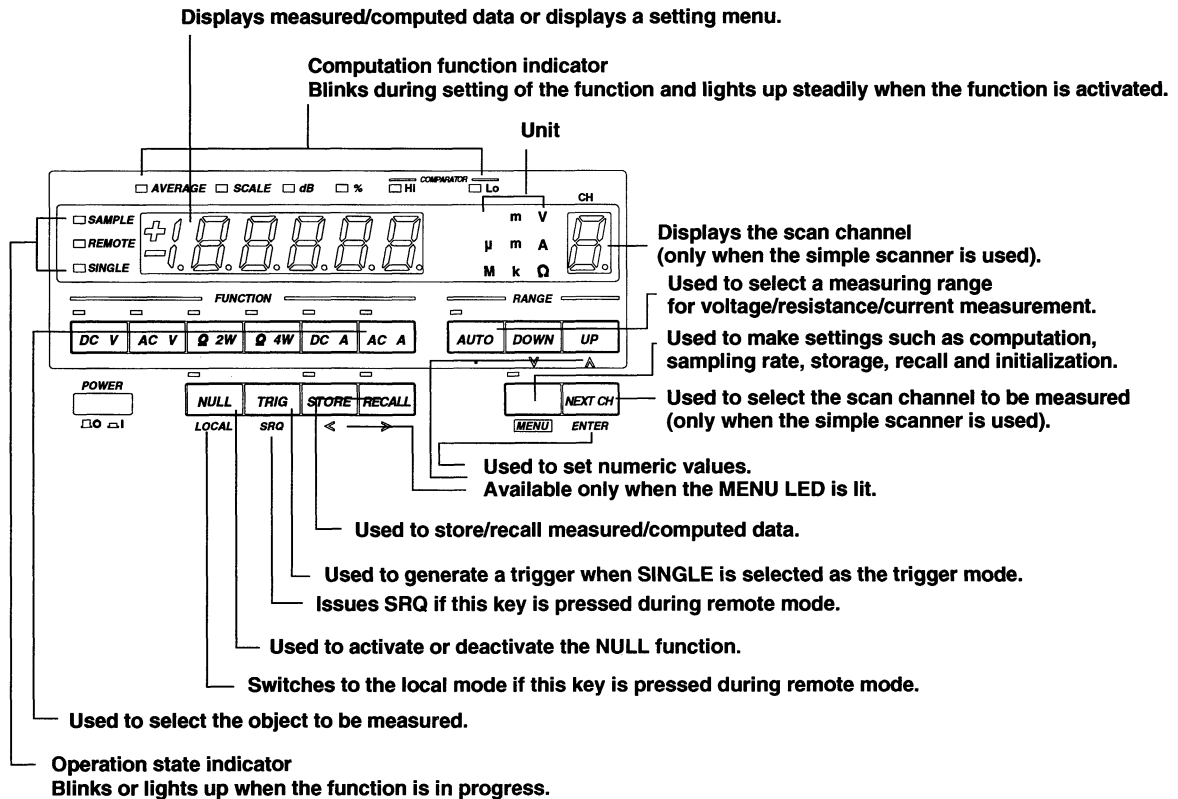 Displays measured/computed data or displays a setting menu.
Computation function indicator
Blinks during setting of the function and lights up steadily when the function is activated.
Unit
AVERAGE SCALE dB % COMPARATOR Hi Lo
CH
SAMPLE
REMOTE
SINGLE
+1 8 8 8 8 8
-
m V
µ m A
M k Ω
8
Displays the scan channel
(only when the simple scanner is used).
Used to select a measuring range
for voltage/resistance/current measurement.
FUNCTION
RANGE
DC V AC V Ω 2W Ω 4W DC A AC A
AUTO DOWN UP
Used to make settings such as computation,
sampling rate, storage, recall and initialization.
POWER
NULL TRIG STORE RECALL
NEXT CH
LOCAL SRQ < >
MENU ENTER
O I
Used to select the scan channel to be measured
(only when the simple scanner is used).
Used to set numeric values.
Available only when the MENU LED is lit.
Used to store/recall measured/computed data.
Used to generate a trigger when SINGLE is selected as the trigger mode.
Issues SRQ if this key is pressed during remote mode.
Used to activate or deactivate the NULL function.
Switches to the local mode if this key is pressed during remote mode.
Used to select the object to be measured.
Operation state indicator
Blinks or lights up when the function is in progress.